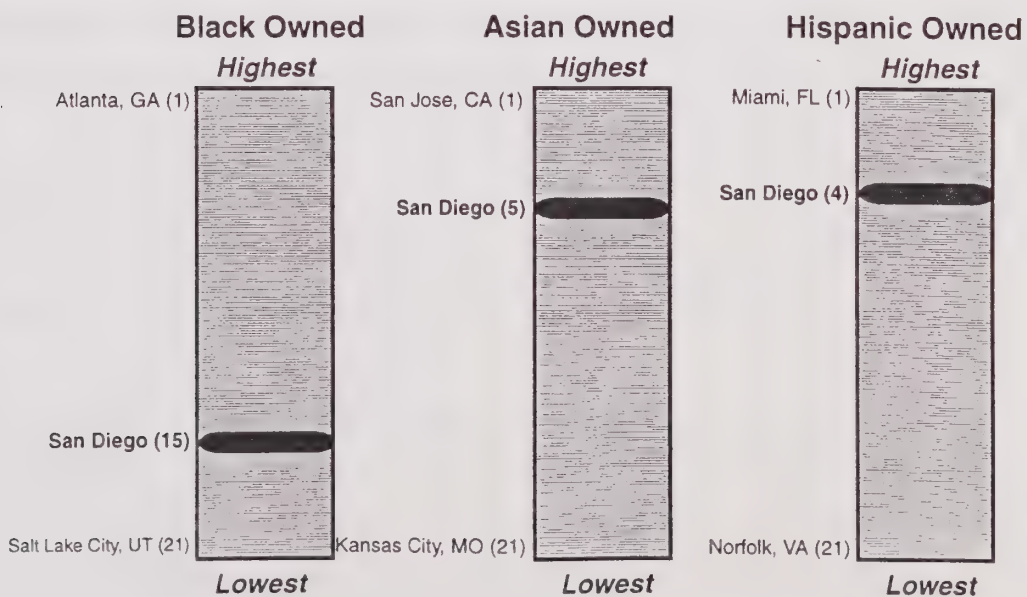 Black Owned
Highest
Atlanta, GA (1)
San Diego (15)
Salt Lake City, UT (21)
Lowest
Asian Owned
Highest
San Jose, CA (1)
San Diego (5)
Kansas City, MO (21)
Lowest
Hispanic Owned
Highest
Miami, FL (1)
San Diego (4)
Norfolk, VA (21)
Lowest